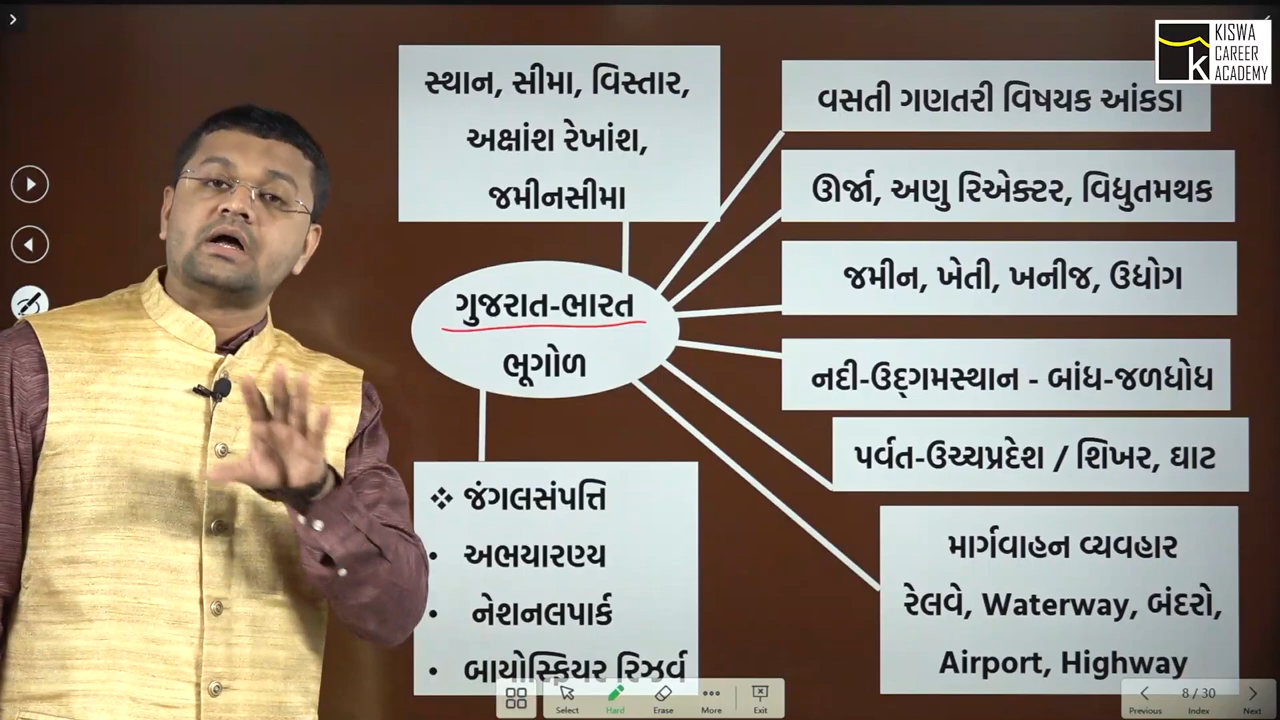 KISWA
CAREER
ACADEMY
k
સ્થાન, સીમા, વિસ્તાર,
અક્ષાંશ રેખાંશ,
જમીનસીમા
વસતી ગણતરી વિષયક આંકડા
ઊર્જા, અણુ રિએક્ટર, વિદ્યુતમથક
જમીન, ખેતી, ખનીજ, ઉદ્યોગ
ગુજરાત-ભારત
ભૂગોળ
નદી-ઉદ્‌ગમસ્થાન - બાંધ-જળધોધ
પર્વત-ઉચ્ચપ્રદેશ / શિખર, ઘાટ
❖ જંગલસંપત્તિ
• અભયારણ્ય
• નેશનલપાર્ક
• બાયોસ્ફિયર રિઝર્વ
માર્ગવાહન વ્યવહાર
રેલવે, Waterway, બંદરો,
Airport, Highway
Select Hard Erase More Exit
8 / 30
Previous Index Next